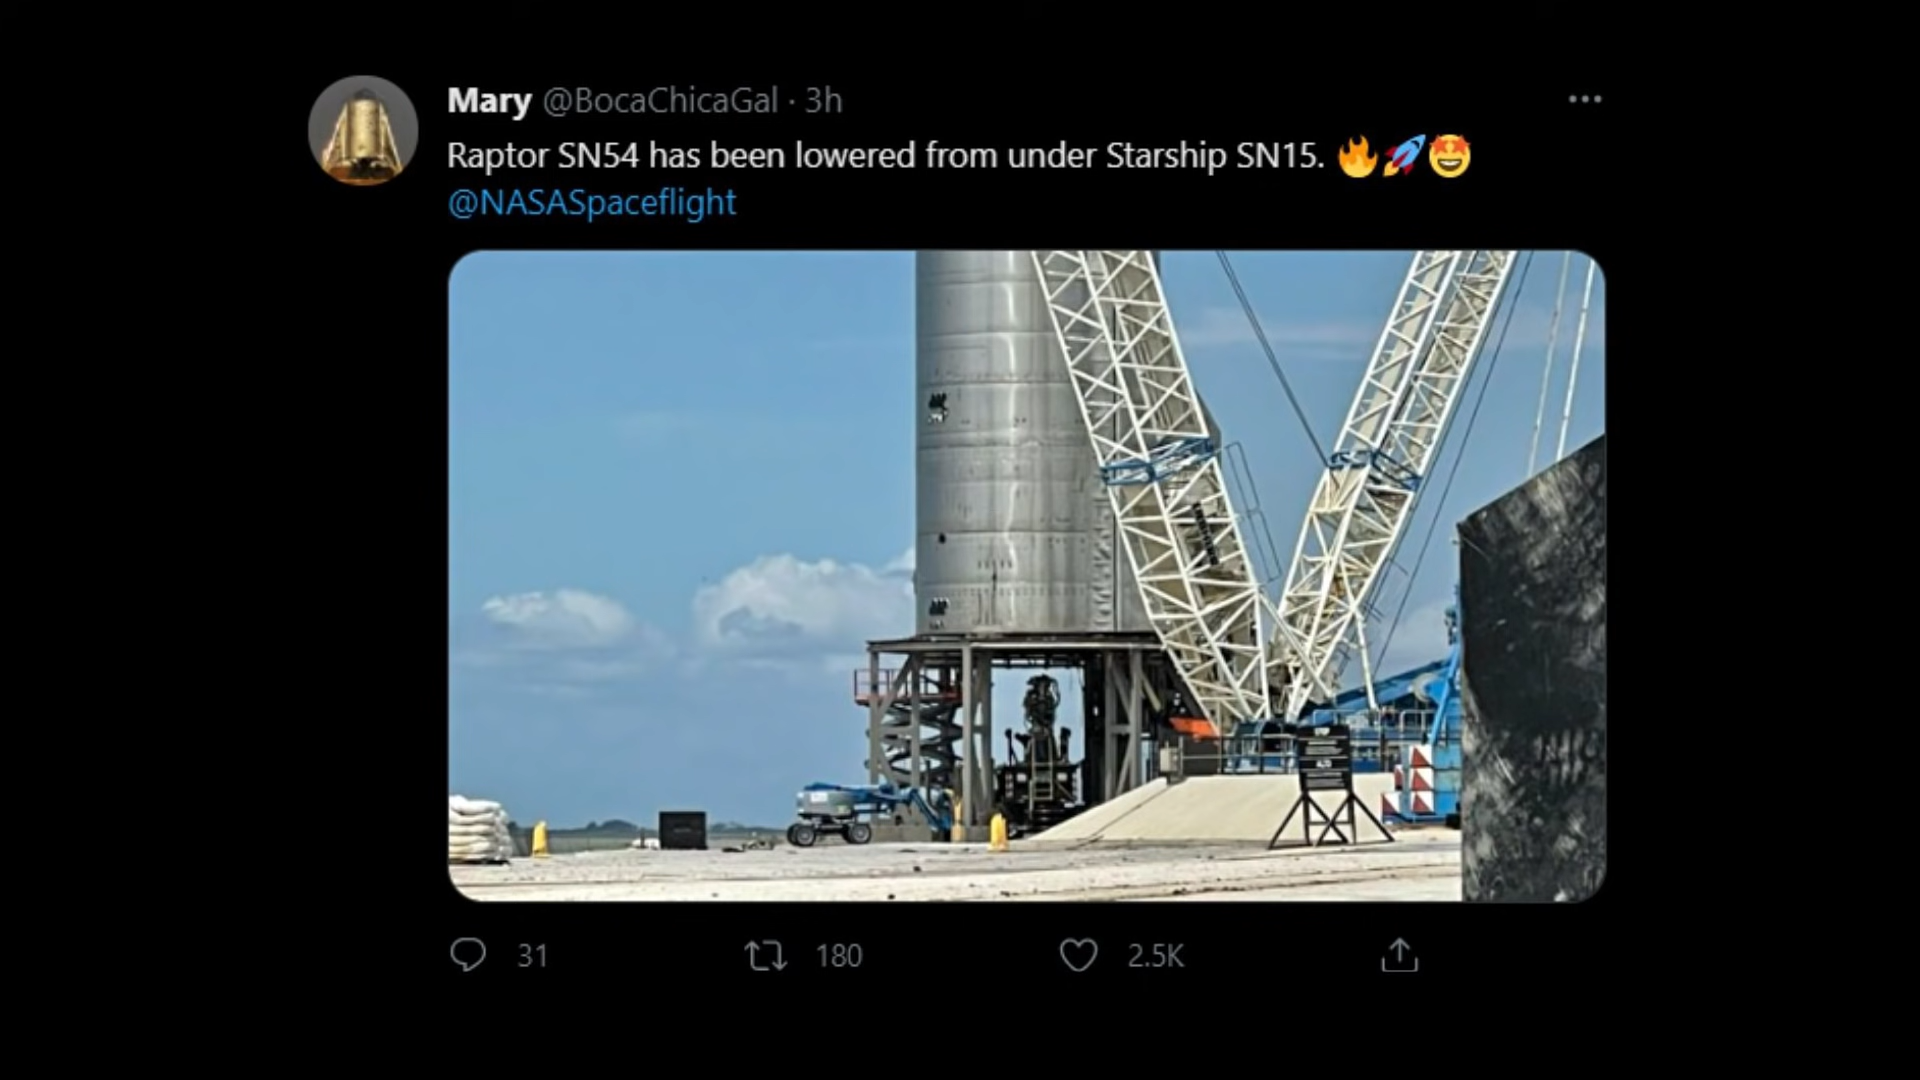 Mary @BocaChicaGal · 3h
Raptor SN54 has been lowered from under Starship SN15. 🔥🚀🤩
@NASASpaceflight
31 180 2.5K